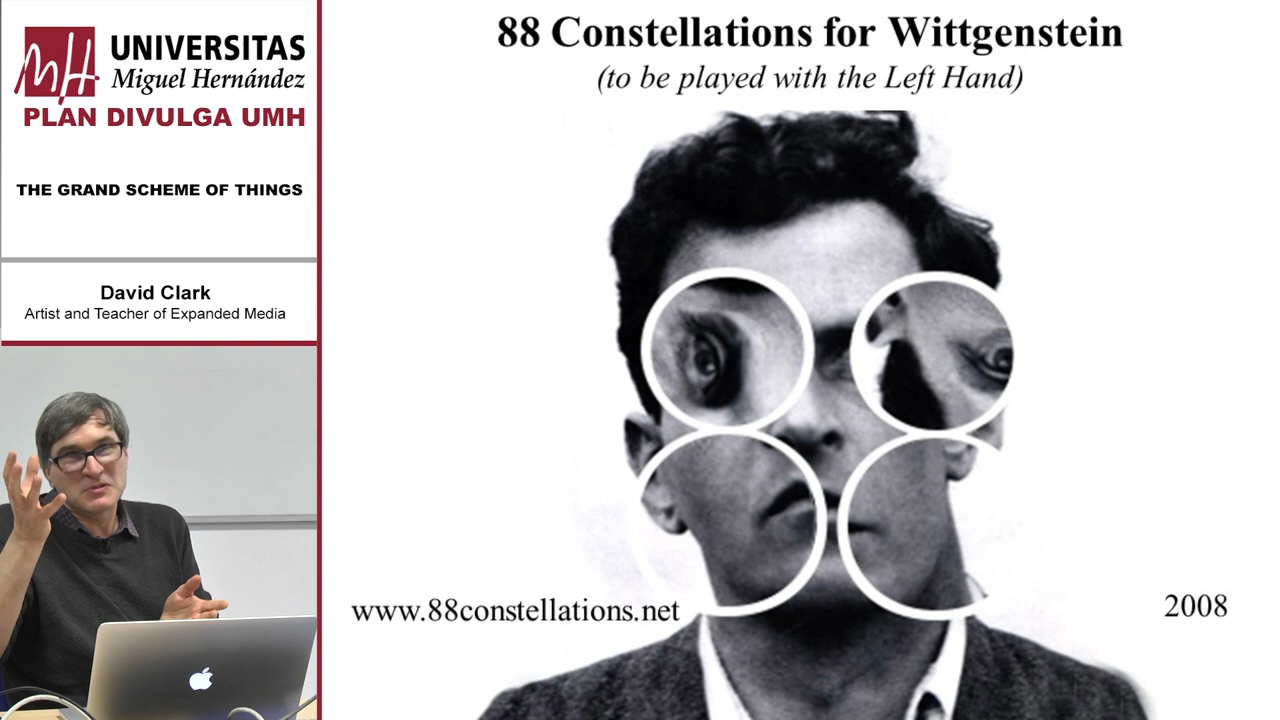 UNIVERSITAS
Miguel Hernández
PLAN DIVULGA UMH
THE GRAND SCHEME OF THINGS
David Clark
Artist and Teacher of Expanded Media
88 Constellations for Wittgenstein
(to be played with the Left Hand)
www.88constellations.net
2008